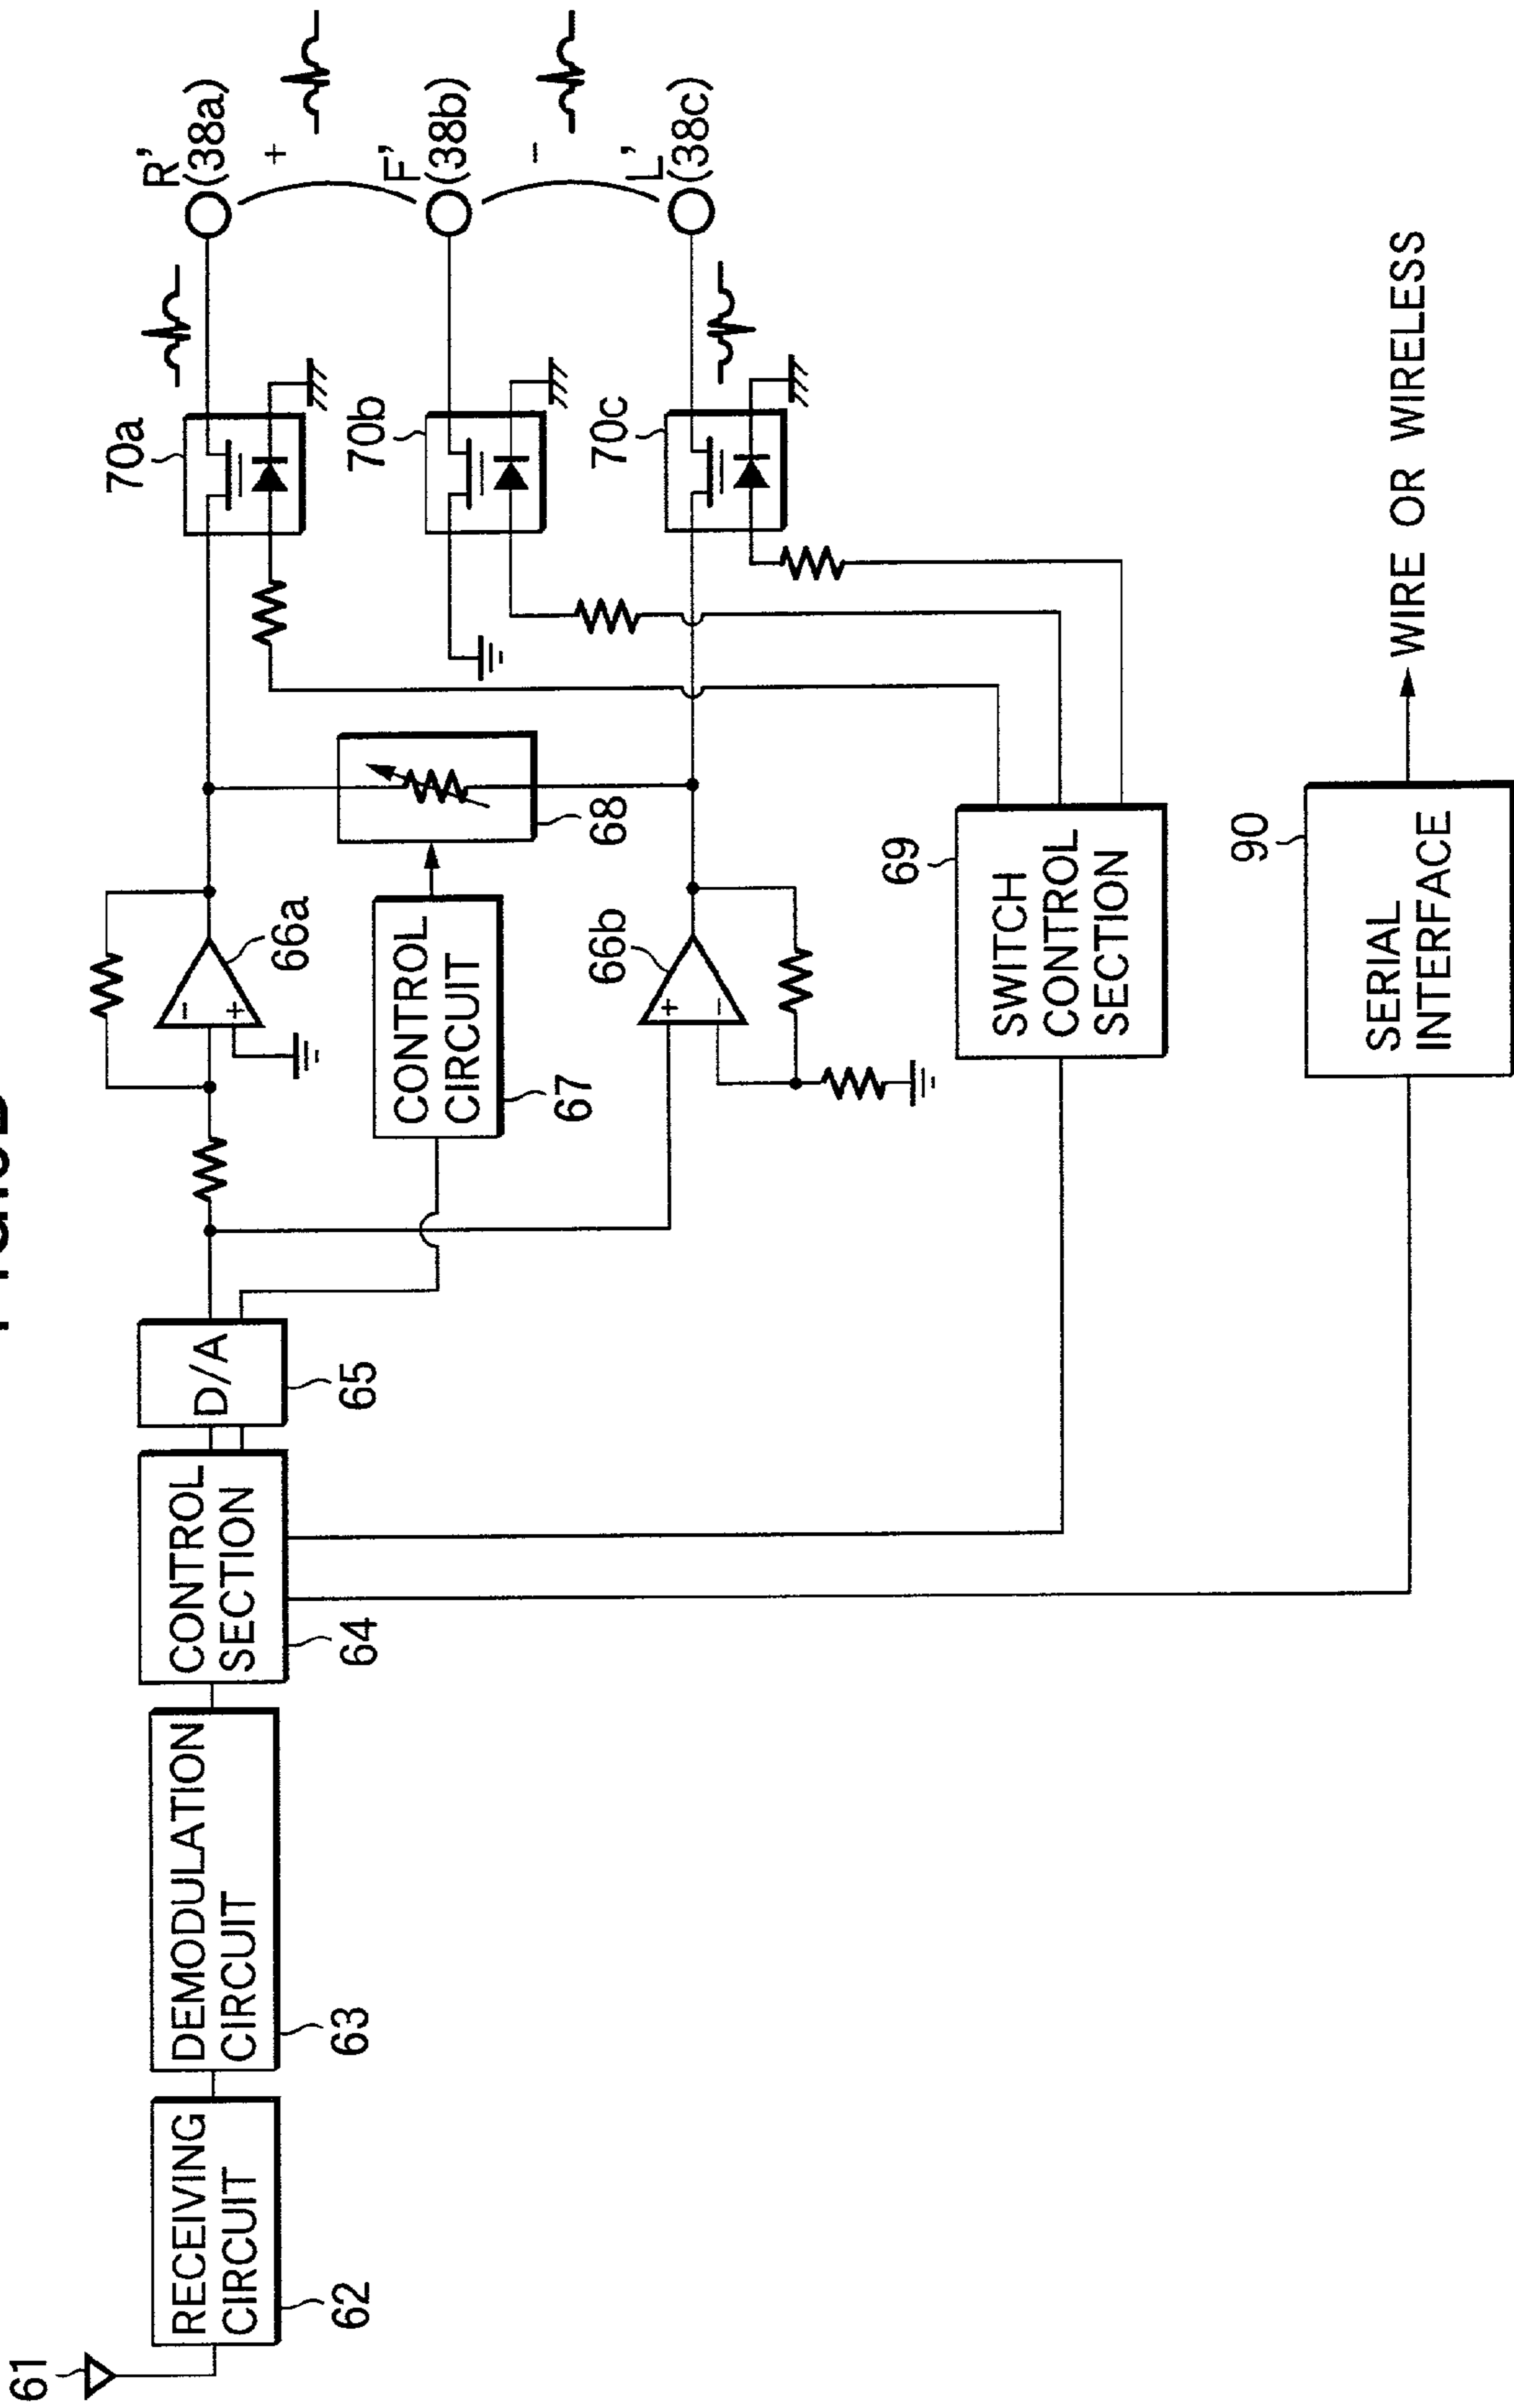 61
RECEIVING
CIRCUIT
62
DEMODULATION
CIRCUIT
63
CONTROL
SECTION
64
D/A
65
-
+
66a
CONTROL
CIRCUIT
67
68
+
-
66b
SWITCH
CONTROL
SECTION
69
SERIAL
INTERFACE
90
WIRE OR WIRELESS
70a
70b
70c
R'
(38a)
+
F'
(38b)
-
L'
(38c)